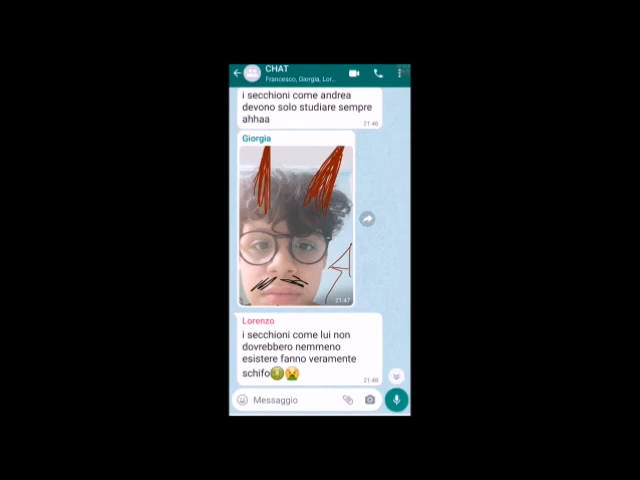 CHAT
Francesco, Giorgia, Lor...
i secchioni come andrea
devono solo studiare sempre
ahhaa
21:46
Giorgia
21:47
Lorenzo
i secchioni come lui non
dovrebbero nemmeno
esistere fanno veramente
schifo🤢🤮
21:48
Messaggio